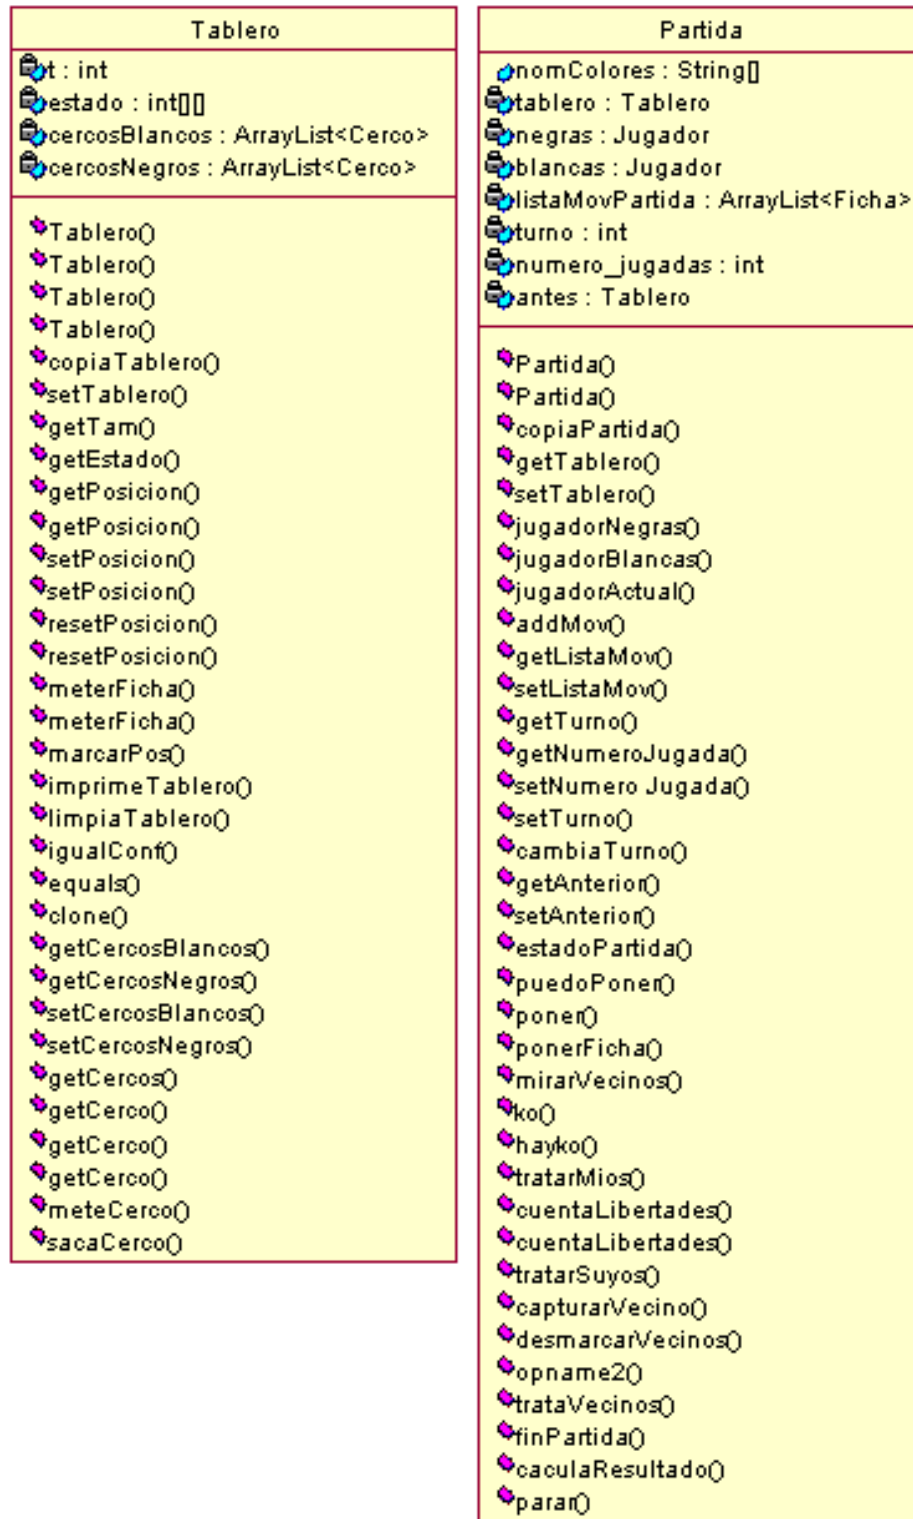 Tablero
t : int
estado : int[][]
cercosBlancos : ArrayList<Cerco>
cercosNegros : ArrayList<Cerco>
Tablero()
Tablero()
Tablero()
Tablero()
copiaTablero()
setTablero()
getTam()
getEstado()
getPosicion()
getPosicion()
setPosicion()
setPosicion()
resetPosicion()
resetPosicion()
meterFicha()
meterFicha()
marcarPos()
imprimeTablero()
limpiaTablero()
igualConf()
equals()
clone()
getCercosBlancos()
getCercosNegros()
setCercosBlancos()
setCercosNegros()
getCercos()
getCerco()
getCerco()
getCerco()
meteCerco()
sacaCerco()
Partida
nomColores : String[]
tablero : Tablero
negras : Jugador
blancas : Jugador
listaMovPartida : ArrayList<Ficha>
turno : int
numero_jugadas : int
antes : Tablero
Partida()
Partida()
copiaPartida()
getTablero()
setTablero()
jugadorNegras()
jugadorBlancas()
jugadorActual()
addMov()
getListaMov()
setListaMov()
getTurno()
getNumeroJugada()
setNumero Jugada()
setTurno()
cambiaTurno()
getAnterior()
setAnterior()
estadoPartida()
puedoPoner()
poner()
ponerFicha()
mirarVecinos()
ko()
hayko()
tratarMios()
cuentaLibertades()
cuentaLibertades()
tratarSuyos()
capturarVecino()
desmarcarVecinos()
opname2()
trataVecinos()
finPartida()
caculaResultado()
parar()